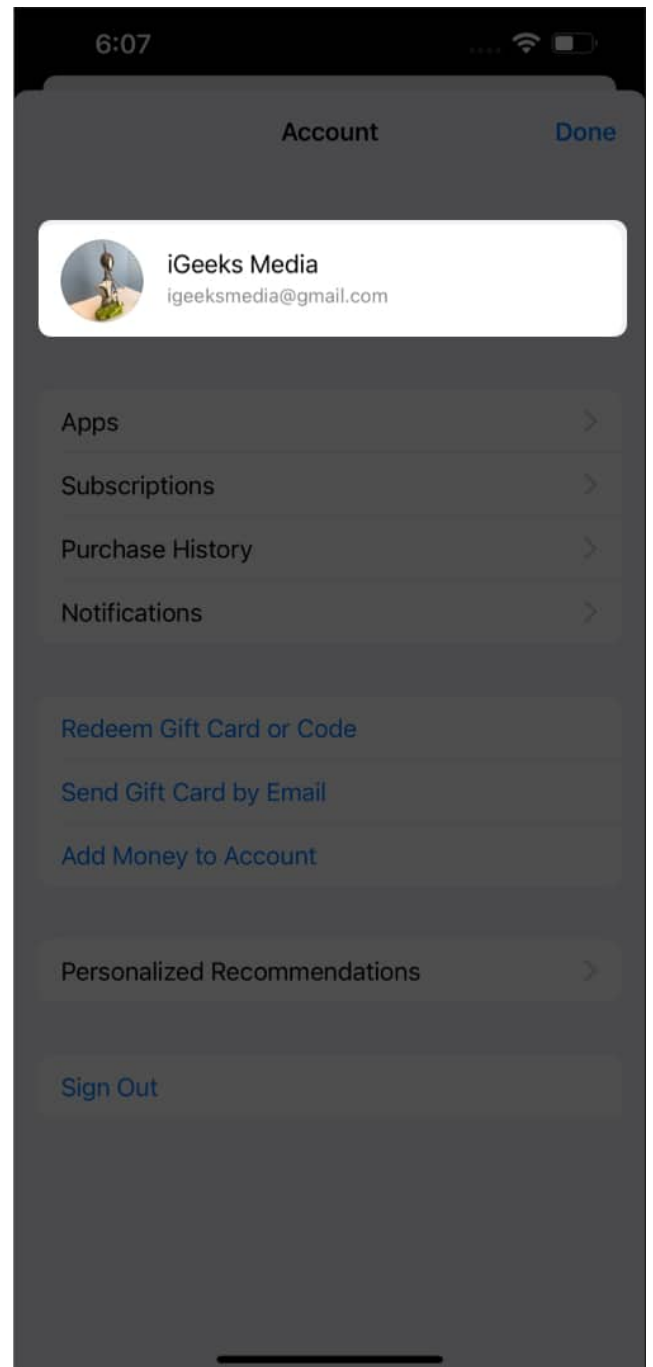 6:07
Account
Done
iGeeks Media
igeeksmedia@gmail.com
Apps
Subscriptions
Purchase History
Notifications
Redeem Gift Card or Code
Send Gift Card by Email
Add Money to Account
Personalized Recommendations
Sign Out